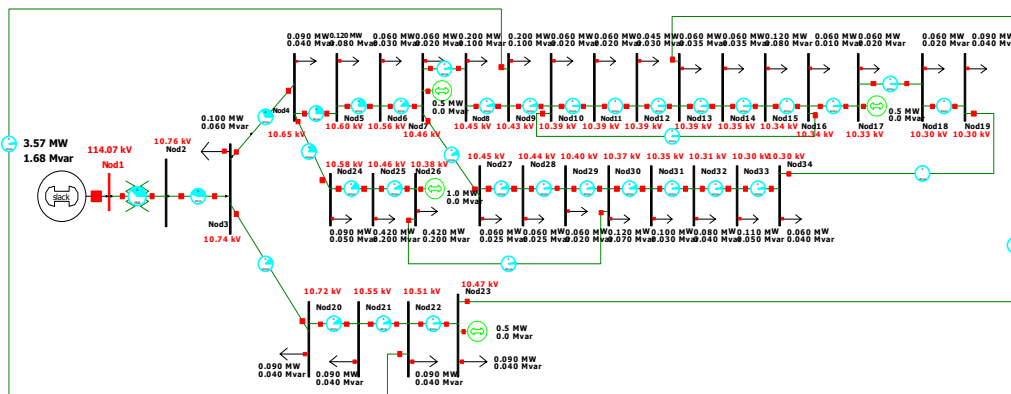 0.090 MW
0.040 Mvar
0.120 MW
0.080 Mvar
0.060 MW
0.030 Mvar
0.060 MW
0.020 Mvar
0.200 MW
0.100 Mvar
0.200 MW
0.100 Mvar
0.060 MW
0.020 Mvar
0.060 MW
0.020 Mvar
0.045 MW
0.030 Mvar
0.060 MW
0.035 Mvar
0.060 MW
0.035 Mvar
0.120 MW
0.080 Mvar
0.060 MW
0.010 Mvar
0.060 MW
0.020 Mvar
0.060 MW
0.020 Mvar
0.090 MW
0.040 Mvar
Nod4
10.65 kV
Nod5
10.60 kV
Nod6
10.56 kV
Nod7
10.46 kV
0.5 MW
0.0 Mvar
Nod8
10.45 kV
Nod9
10.43 kV
Nod10
10.39 kV
Nod11
10.39 kV
Nod12
10.39 kV
Nod13
10.39 kV
Nod14
10.35 kV
Nod15
10.34 kV
Nod16
10.34 kV
Nod17
10.33 kV
0.5 MW
0.0 Mvar
Nod18
10.30 kV
Nod19
10.30 kV
3.57 MW
1.68 Mvar
slack
114.07 kV
Nod1
10.76 kV
Nod2
0.100 MW
0.060 Mvar
Nod3
10.74 kV
10.58 kV
Nod24
10.46 kV
Nod25
10.38 kV
Nod26
1.0 MW
0.0 Mvar
10.45 kV
Nod27
10.44 kV
Nod28
10.40 kV
Nod29
10.37 kV
Nod30
10.35 kV
Nod31
10.31 kV
Nod32
10.30 kV
Nod33
10.30 kV
Nod34
0.090 MW
0.050 Mvar
0.420 MW
0.200 Mvar
0.420 MW
0.200 Mvar
0.060 MW
0.025 Mvar
0.060 MW
0.025 Mvar
0.060 MW
0.020 Mvar
0.120 MW
0.070 Mvar
0.100 MW
0.030 Mvar
0.080 MW
0.040 Mvar
0.110 MW
0.050 Mvar
0.060 MW
0.040 Mvar
10.72 kV
Nod20
10.55 kV
Nod21
10.51 kV
Nod22
10.47 kV
Nod23
0.5 MW
0.0 Mvar
0.090 MW
0.040 Mvar
0.090 MW
0.040 Mvar
0.090 MW
0.040 Mvar
0.090 MW
0.040 Mvar